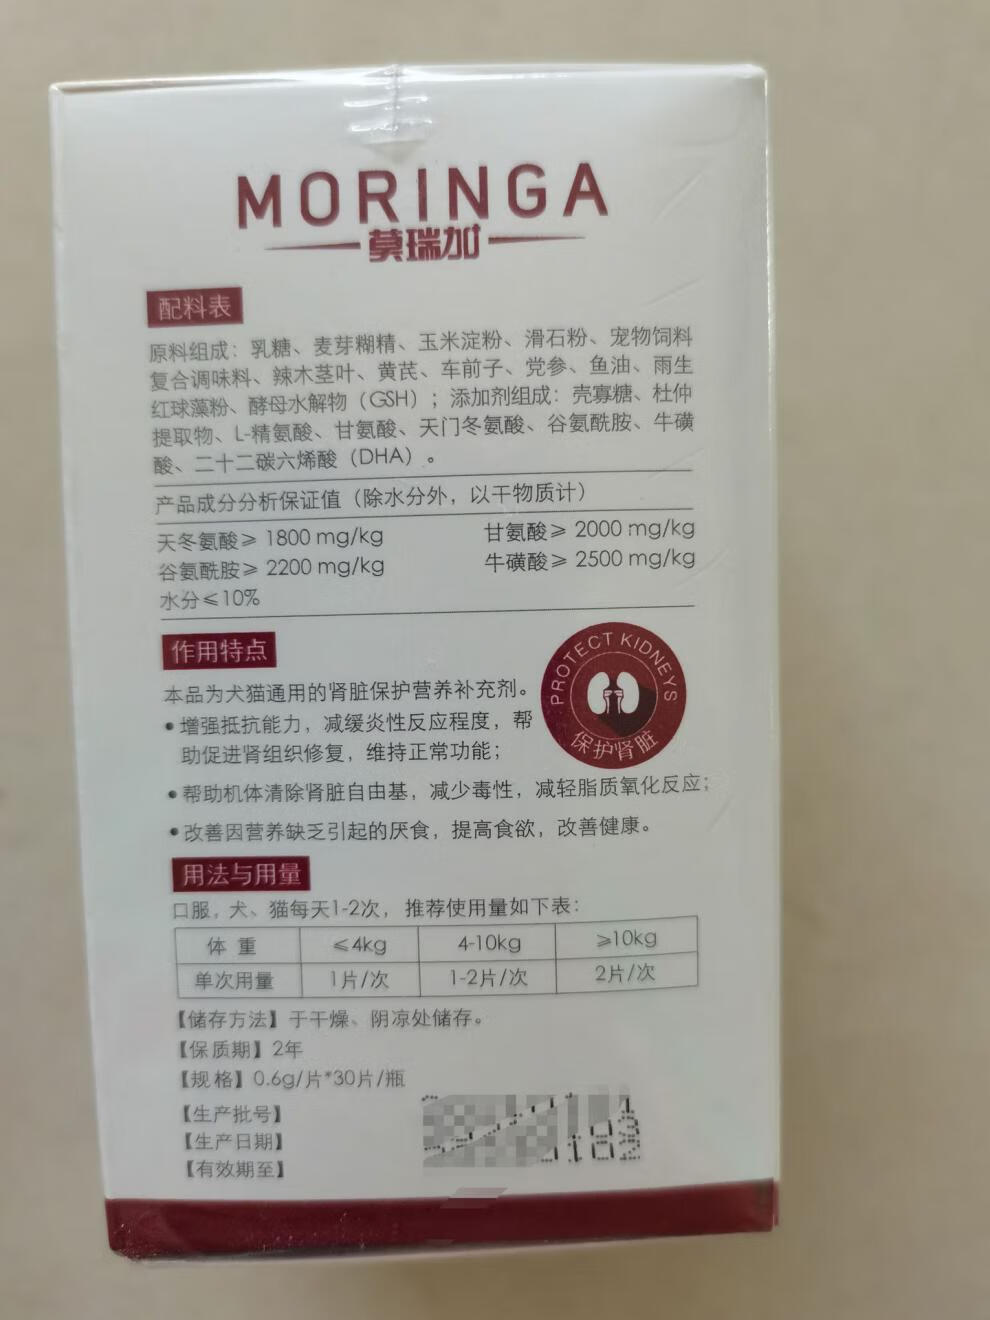 MORINGA
莫瑞加
配料表
原料组成：乳糖、麦芽糊精、玉米淀粉、滑石粉、宠物饲料
复合调味料、辣木茎叶、黄芪、车前子、党参、鱼油、雨生
红球藻粉、酵母水解物（GSH）；添加剂组成：壳寡糖、杜仲
提取物、L-精氨酸、甘氨酸、天门冬氨酸、谷氨酰胺、牛磺
酸、二十二碳六烯酸（DHA）。
产品成分分析保证值（除水分外，以干物质计）
天冬氨酸≥ 1800 mg/kg 甘氨酸≥ 2000 mg/kg
谷氨酰胺≥ 2200 mg/kg 牛磺酸≥ 2500 mg/kg
水分≤10%
作用特点
PROTECT KIDNEYS
保护肾脏
本品为犬猫通用的肾脏保护营养补充剂。
•增强抵抗能力，减缓炎性反应程度，帮
助促进肾组织修复，维持正常功能；
•帮助机体清除肾脏自由基，减少毒性，减轻脂质氧化反应；
•改善因营养缺乏引起的厌食，提高食欲，改善健康。
用法与用量
口服，犬、猫每天1-2次，推荐使用量如下表：
体 重 ≤4kg 4-10kg ≥10kg
单次用量 1片/次 1-2片/次 2片/次
【储存方法】于干燥、阴凉处储存。
【保质期】2年
【规格】0.6g/片*30片/瓶
【生产批号】
【生产日期】
【有效期至】